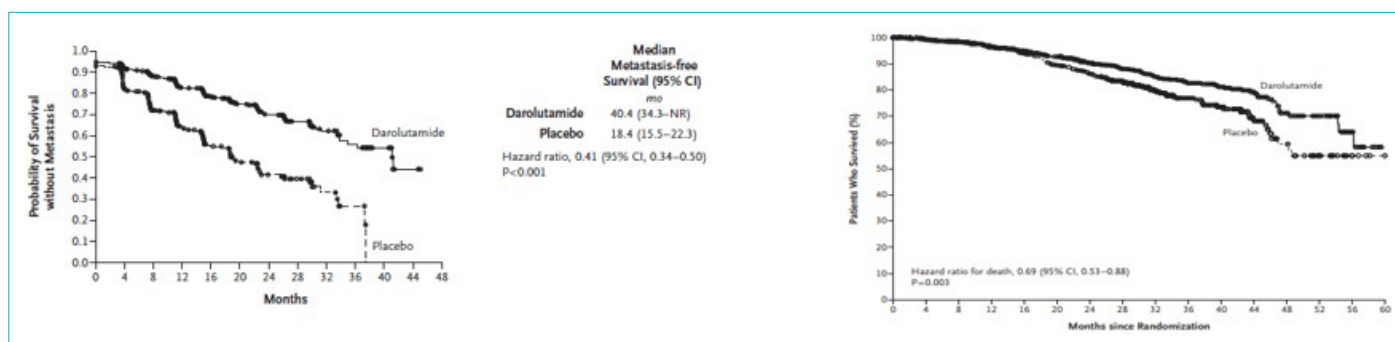 Probability of Survival
without Metastasis
1.0
0.9
0.8
0.7
0.6
0.5
0.4
0.3
0.2
0.1
0.0
0 4 8 12 16 20 24 28 32 36 40 44 48
Months
Darolutamide
Placebo
Median
Metastasis-free
Survival (95% CI)
mo
Darolutamide 40.4 (34.3–NR)
Placebo 18.4 (15.5–22.3)
Hazard ratio, 0.41 (95% CI, 0.34–0.50)
P<0.001
Patients Who Survived (%)
100
90
80
70
60
50
40
30
20
10
0
0 4 8 12 16 20 24 28 32 36 40 44 48 52 56 60
Months since Randomization
Darolutamide
Placebo
Hazard ratio for death, 0.69 (95% CI, 0.53–0.88)
P=0.003